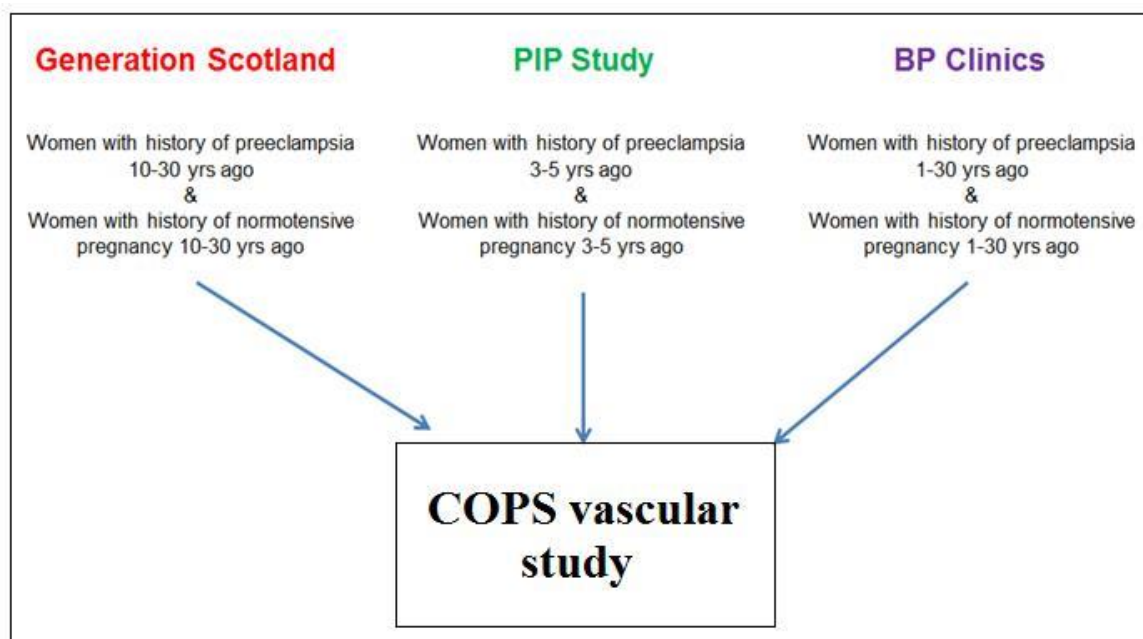 Generation Scotland
Women with history of preeclampsia
10-30 yrs ago
&
Women with history of normotensive
pregnancy 10-30 yrs ago
PIP Study
Women with history of preeclampsia
3-5 yrs ago
&
Women with history of normotensive
pregnancy 3-5 yrs ago
BP Clinics
Women with history of preeclampsia
1-30 yrs ago
&
Women with history of normotensive
pregnancy 1-30 yrs ago
COPS vascular
study